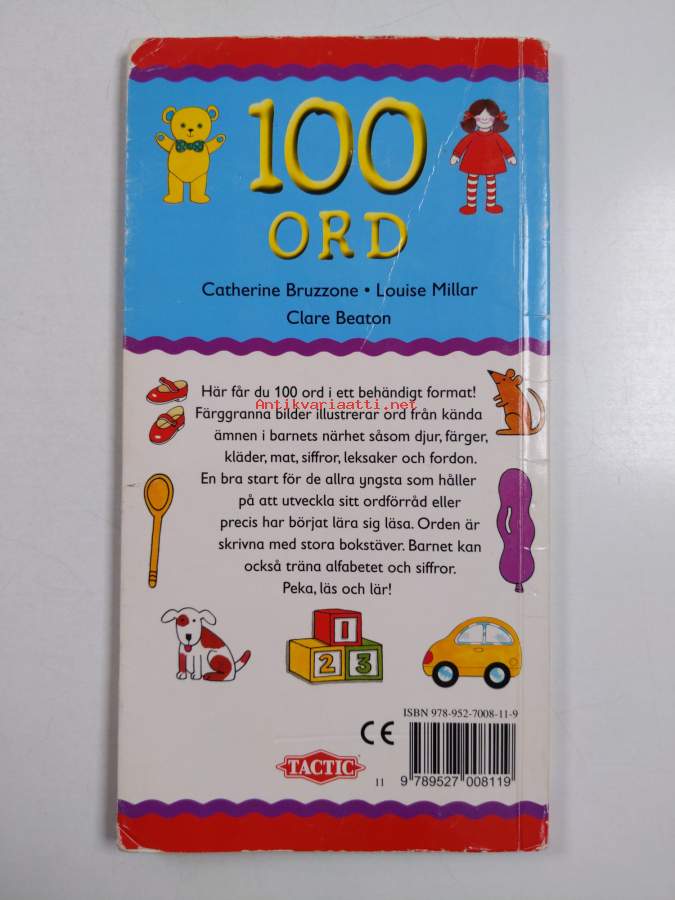 100
ORD
Catherine Bruzzone • Louise Millar
Clare Beaton
Här får du 100 ord i ett behändigt format!
Antikvariaatti.net
Färggranna bilder illustrerar ord från kända
ämnen i barnets närhet såsom djur, färger,
kläder, mat, siffror, leksaker och fordon.
En bra start för de allra yngsta som håller
på att utveckla sitt ordförråd eller
precis har börjat lära sig läsa. Orden är
skrivna med stora bokstäver. Barnet kan
också träna alfabetet och siffror.
Peka, läs och lär!
1
2 3
ISBN 978-952-7008-11-9
CE
TACTIC
11
9 789527 008119